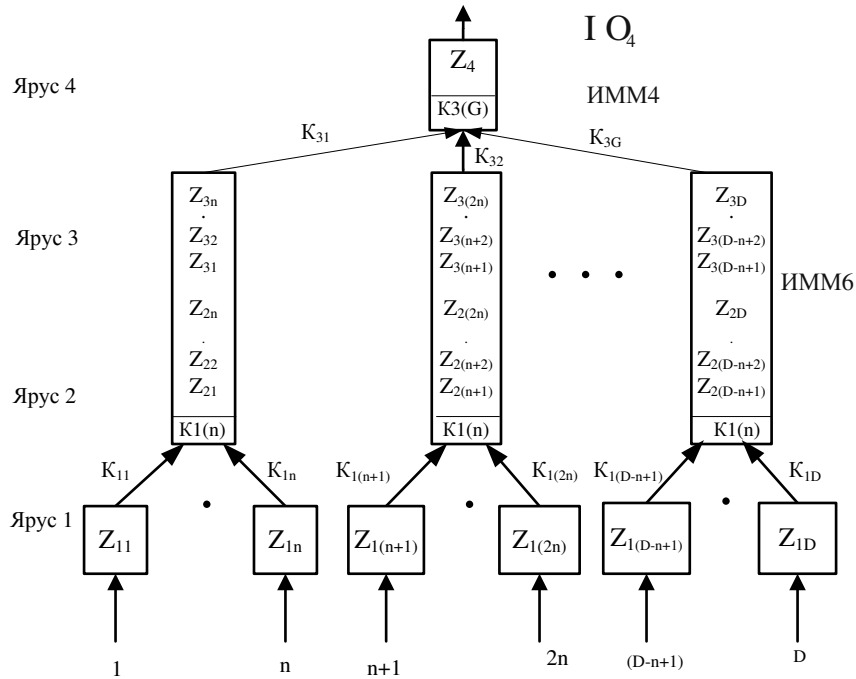 I O4
Z4
Ярус 4
ИММ4
К3(G)
К31
К32
К3G
Z3n
Z3(2n)
Z3D
.
.
.
Ярус 3
Z32
Z3(n+2)
Z3(D-n+2)
Z31
Z3(n+1)
Z3(D-n+1)
. . .
ИММ6
Z2n
Z2(2n)
Z2D
.
.
.
Z22
Z2(n+2)
Z2(D-n+2)
Ярус 2
Z21
Z2(n+1)
Z2(D-n+1)
К1(n)
К1(n)
К1(n)
К11
К1n
К1(n+1)
К1(2n)
К1(D-n+1)
К1D
.
.
.
Ярус 1
Z11
Z1n
Z1(n+1)
Z1(2n)
Z1(D-n+1)
Z1D
1
n
n+1
2n
(D-n+1)
D